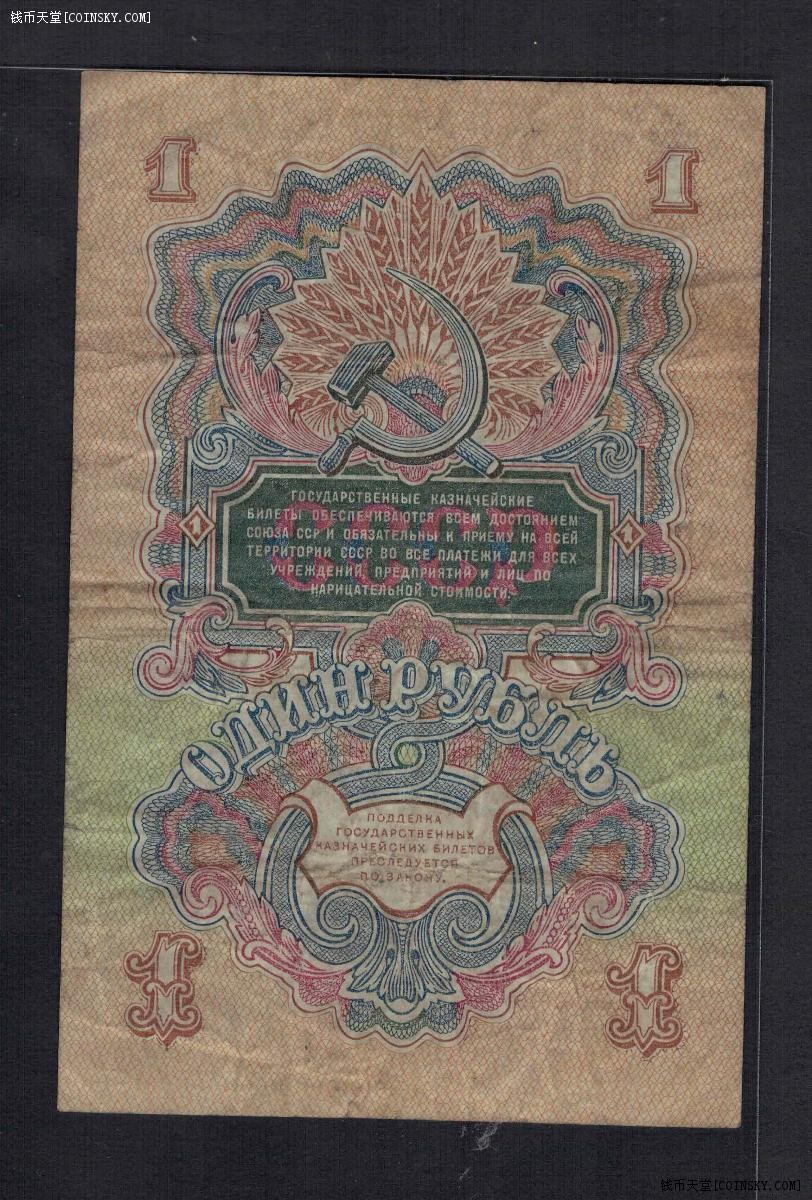 钱币天堂[COINSKY.COM]
1 1
ГОСУДАРСТВЕННЫЕ КАЗНАЧЕЙСКИЕ
БИЛЕТЫ ОБЕСПЕЧИВАЮТСЯ ВСЕМ ДОСТОЯНИЕМ
СОЮЗА ССР И ОБЯЗАТЕЛЬНЫ К ПРИЕМУ НА ВСЕЙ
ТЕРРИТОРИИ СССР ВО ВСЕ ПЛАТЕЖИ ДЛЯ ВСЕХ
УЧРЕЖДЕНИЙ, ПРЕДПРИЯТИЙ И ЛИЦ ПО
НАРИЦАТЕЛЬНОЙ СТОИМОСТИ.
СССР
1 1
ОДИН РУБЛЬ
ПОДДЕЛКА
ГОСУДАРСТВЕННЫХ
КАЗНАЧЕЙСКИХ БИЛЕТОВ
ПРЕСЛЕДУЕТСЯ
ПО ЗАКОНУ.
1 1
钱币天堂[COINSKY.COM]